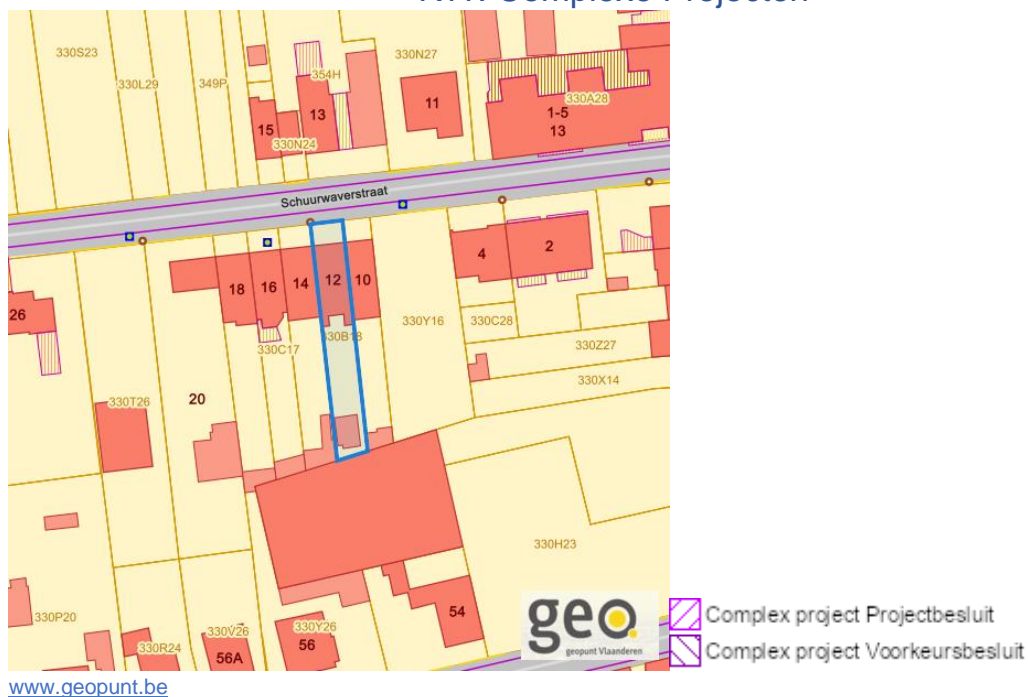 330S23
330L29
349P
354H
330N27
13
15
330N24
11
330A28
1-5
13
Schuurwaverstraat
18
16
14
12
10
4
2
26
330C17
330Y16
330C28
330Z27
330X14
330T26
20
330H23
330P20
330R24
330V26
56A
330Y26
56
54
geo
geopunt Vlaanderen
Complex project Projectbesluit
Complex project Voorkeursbesluit
www.geopunt.be